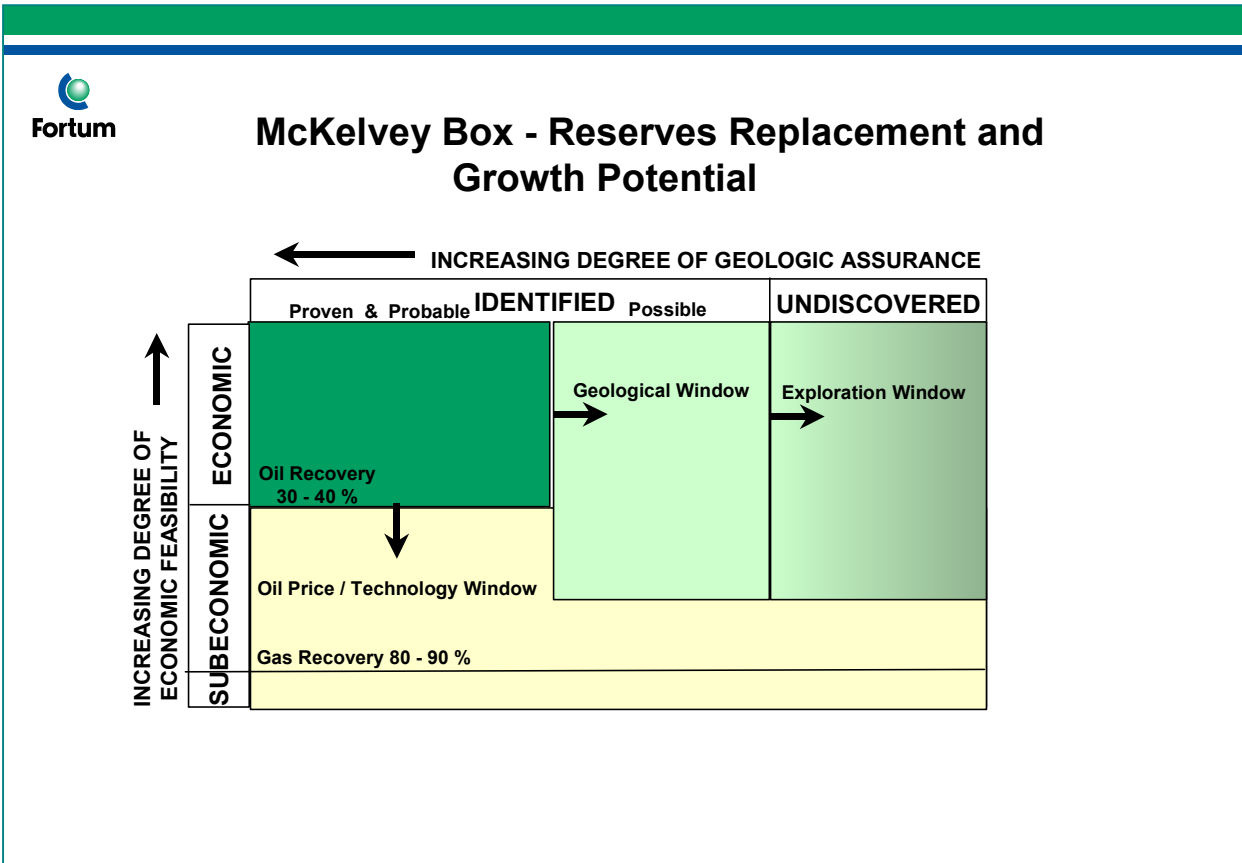 Fortum
McKelvey Box - Reserves Replacement and
Growth Potential
INCREASING DEGREE OF GEOLOGIC ASSURANCE
Proven & Probable IDENTIFIED Possible
UNDISCOVERED
INCREASING DEGREE OF
ECONOMIC FEASIBILITY
ECONOMIC
SUBECONOMIC
Geological Window
Exploration Window
Oil Recovery
30 - 40 %
Oil Price / Technology Window
Gas Recovery 80 - 90 %